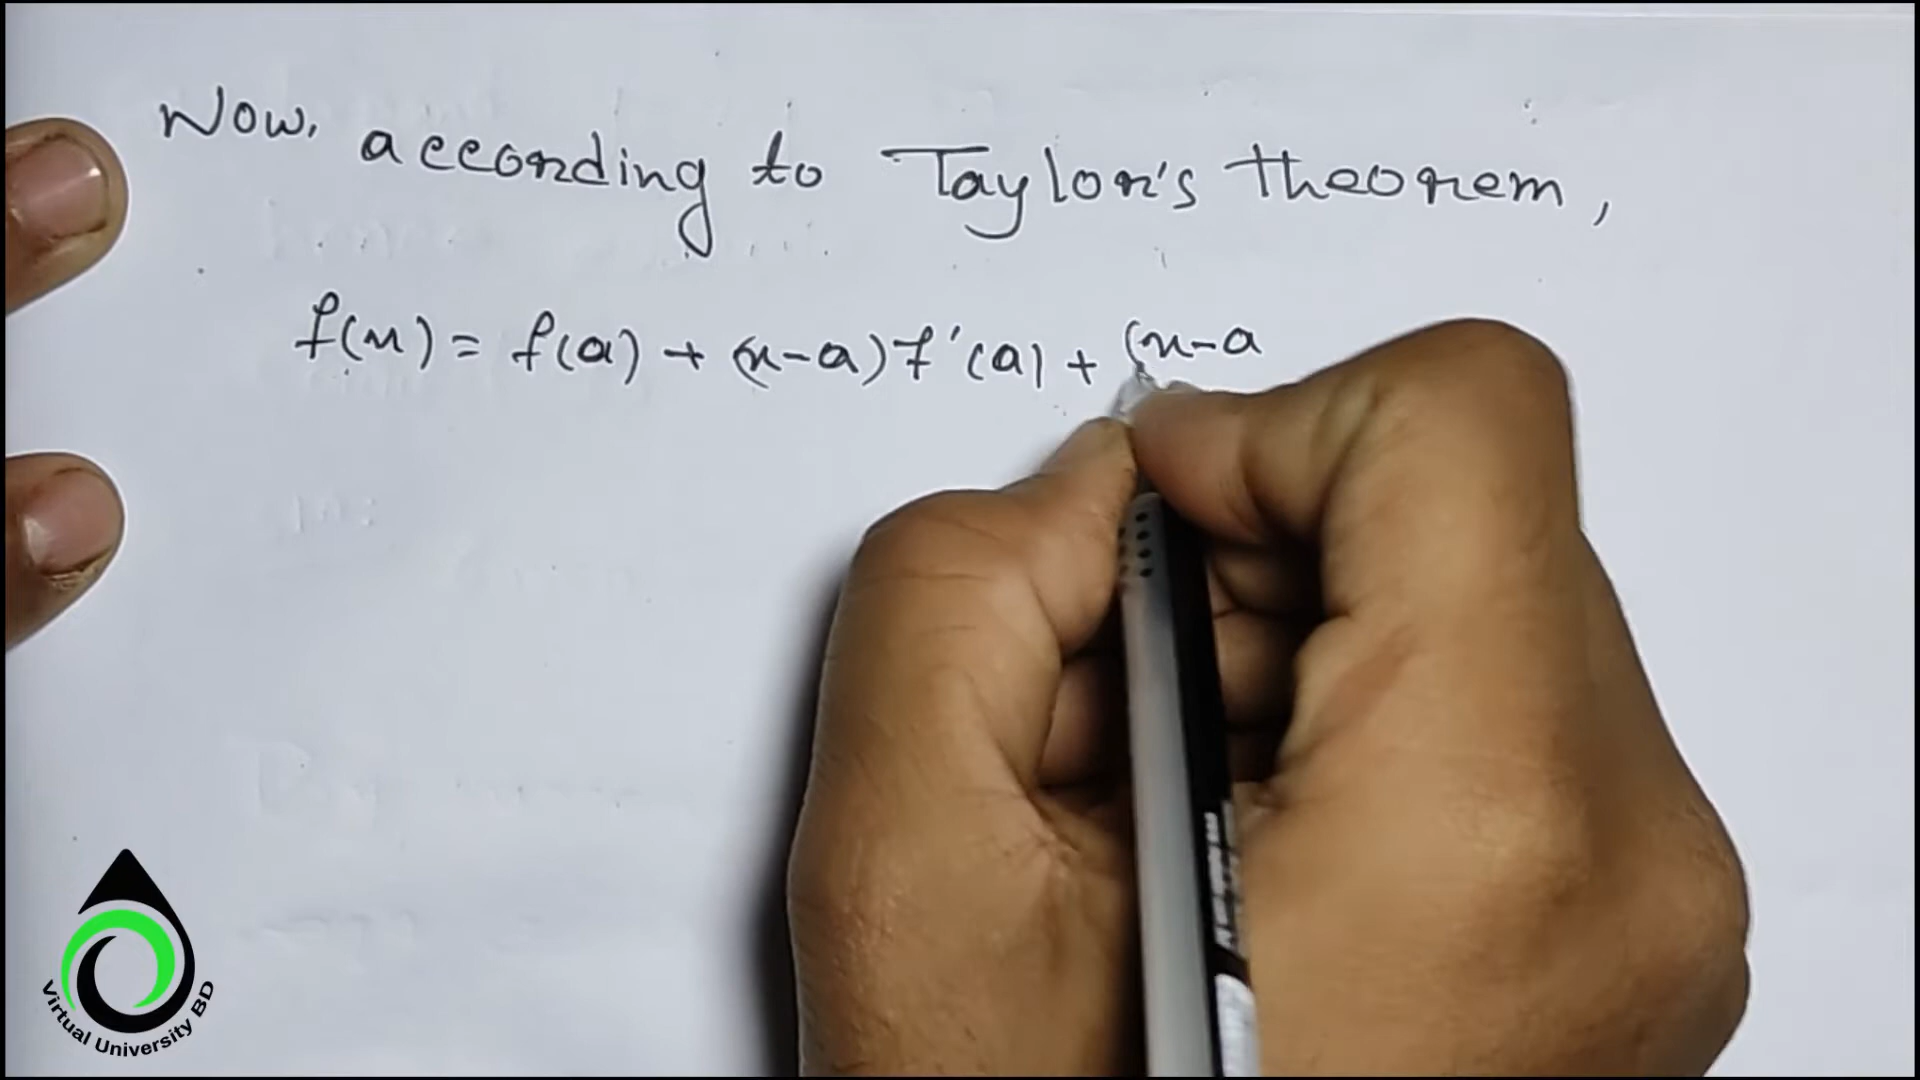 Now, according to Taylor's theorem,
f(x) = f(a) + (x-a) f'(a) + (x-a
Virtual University BD